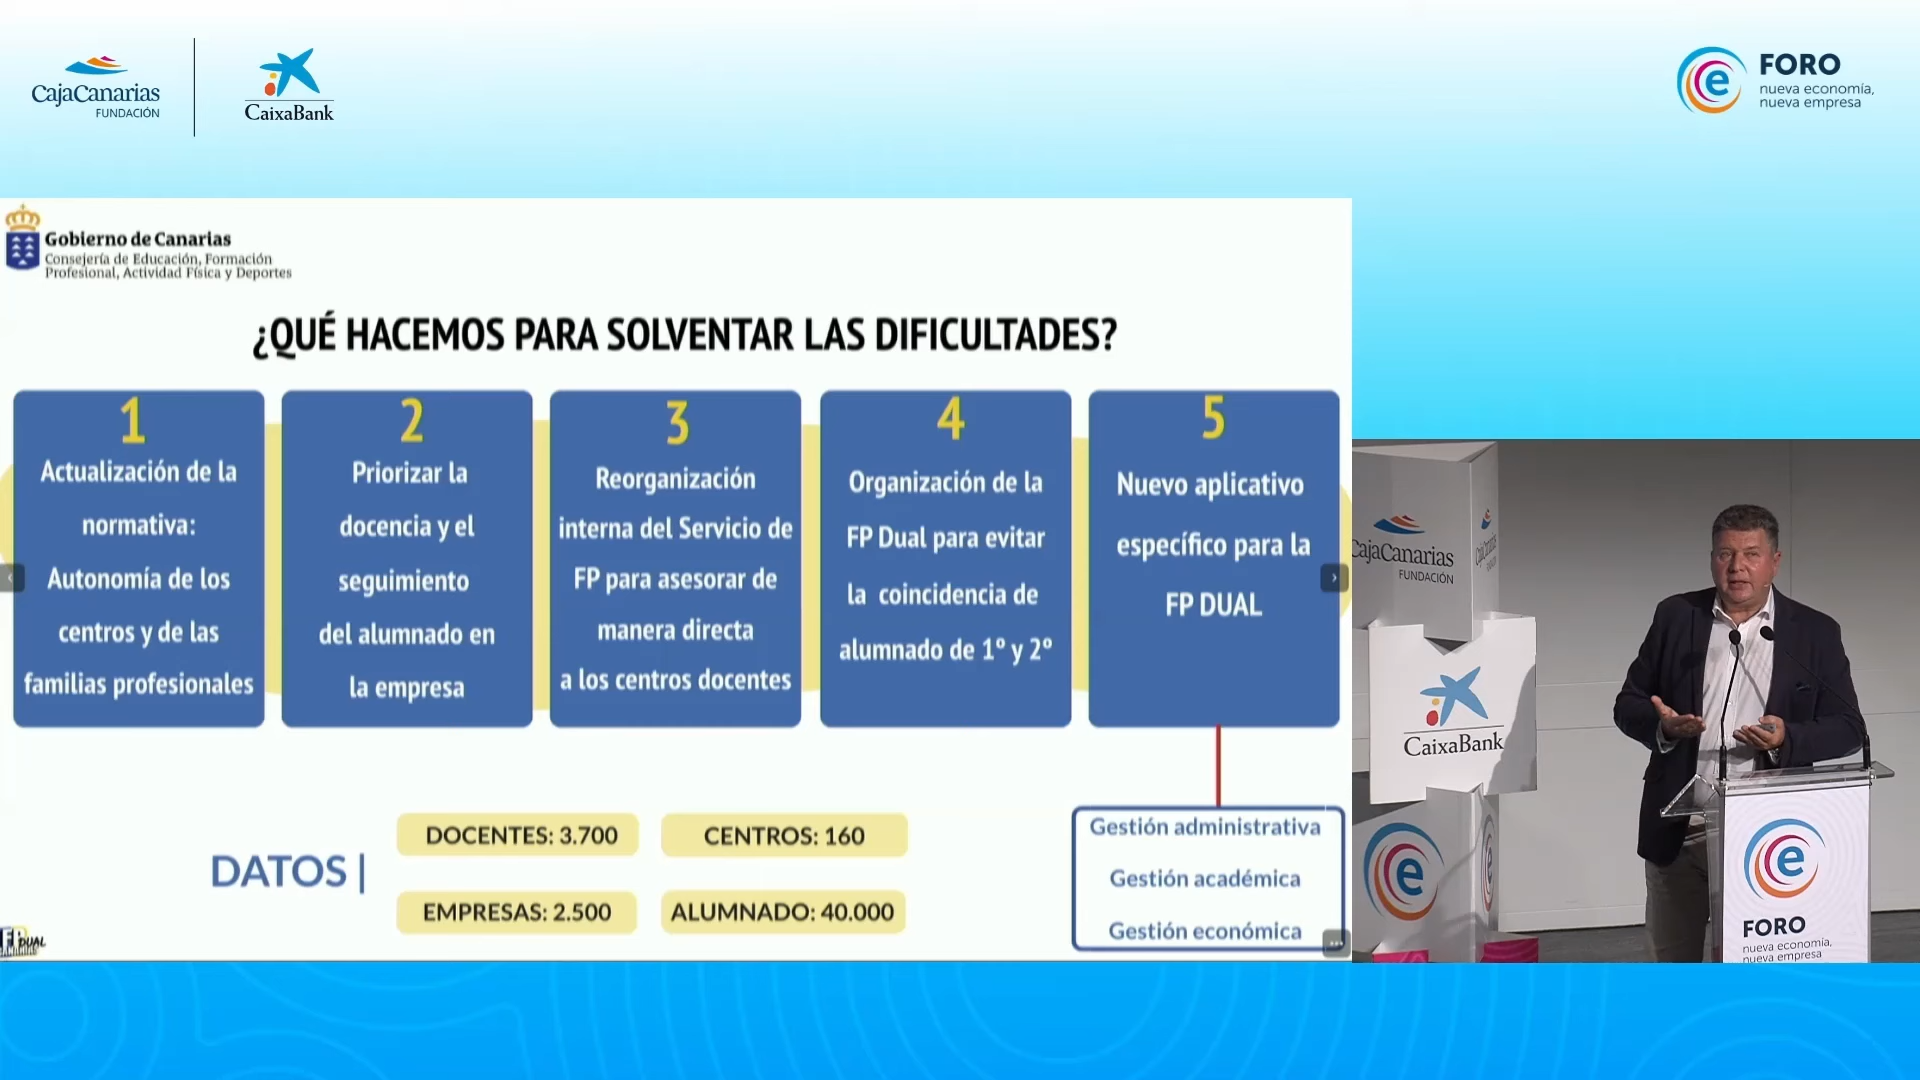 CajaCanarias
FUNDACIÓN
CaixaBank
FORO
nueva economía,
nueva empresa
Gobierno de Canarias
Consejería de Educación, Formación
Profesional, Actividad Física y Deportes
¿QUÉ HACEMOS PARA SOLVENTAR LAS DIFICULTADES?
1
Actualización de la
normativa:
Autonomía de los
centros y de las
familias profesionales
2
Priorizar la
docencia y el
seguimiento
del alumnado en
la empresa
3
Reorganización
interna del Servicio de
FP para asesorar de
manera directa
a los centros docentes
4
Organización de la
FP Dual para evitar
la coincidencia de
alumnado de 1º y 2º
5
Nuevo aplicativo
específico para la
FP DUAL
DATOS |
DOCENTES: 3.700
CENTROS: 160
EMPRESAS: 2.500
ALUMNADO: 40.000
Gestión administrativa
Gestión académica
Gestión económica
FP DUAL
CajaCanarias
FUNDACIÓN
CaixaBank
e
e
FORO
nueva economía,
nueva empresa